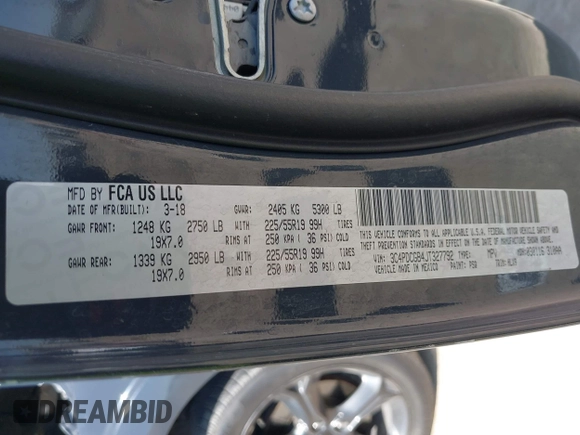 MFD BY FCA US LLC
DATE OF MFR(BUILT): 3-18 GVWR: 2405 KG 5300 LB
GAWR FRONT: 1248 KG 2750 LB WITH 225/55R19 99H TIRES
19X7.0 RIMS AT 250 KPA ( 36 PSI) COLD
GAWR REAR: 1339 KG 2950 LB WITH 225/55R19 99H TIRES
19X7.0 RIMS AT 250 KPA ( 36 PSI) COLD
THIS VEHICLE CONFORMS TO ALL APPLICABLE U.S.A. FEDERAL MOTOR VEHICLE SAFETY AND
THEFT PREVENTION STANDARDS IN EFFECT ON THE DATE OF MANUFACTURE SHOWN ABOVE.
VIN: 3C4PDCGB4JT327792 TYPE: MPV
VEHICLE MADE IN MEXICO PAINT: TRIM:
DREAMBID